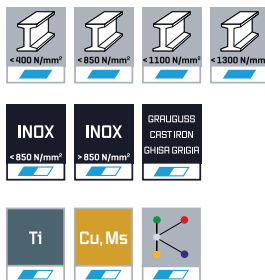 <400 N/mm²
<850 N/mm²
<1100 N/mm²
<1300 N/mm²
INOX
<850 N/mm²
INOX
>850 N/mm²
GRAUGUSS
CAST IRON
GHISA GRIGIA
Ti
Cu, Ms